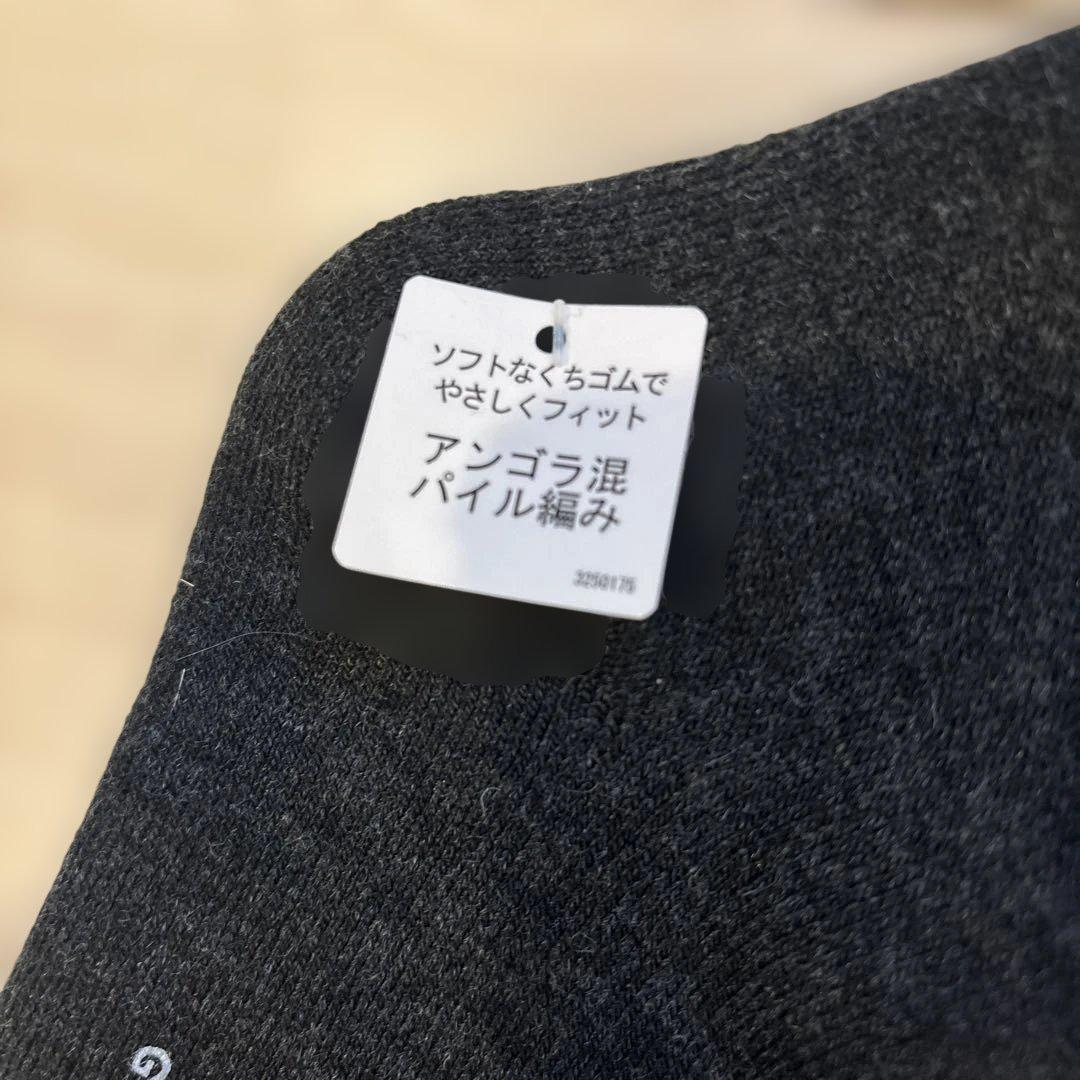 ソフトなくちゴムで
やさしくフィット
アンゴラ混
パイル編み
3250175
G